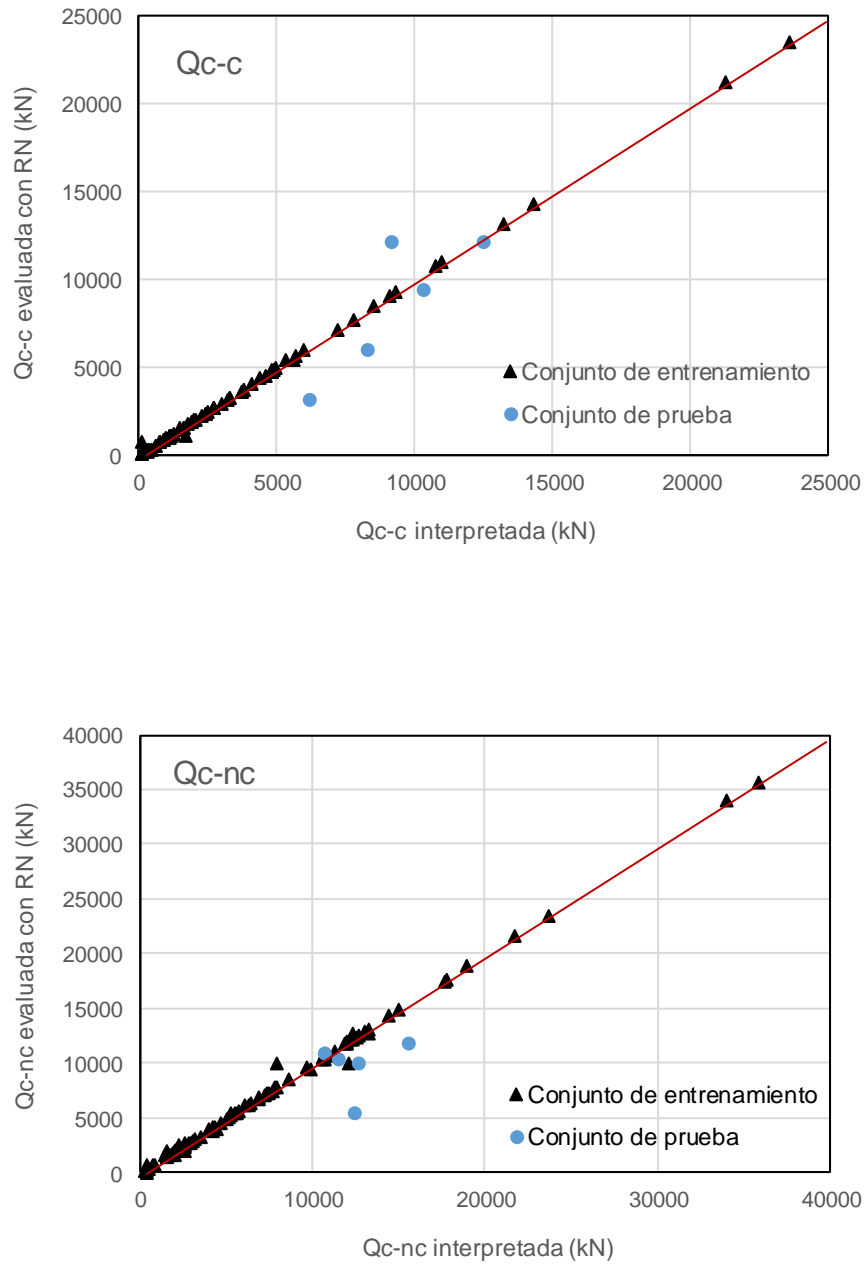 25000
Qc-c
20000
15000
10000
5000
0
Qc-c evaluada con RN (kN)
Conjunto de entrenamiento
Conjunto de prueba
0 5000 10000 15000 20000 25000
Qc-c interpretada (kN)
40000
Qc-nc
35000
30000
25000
20000
15000
10000
5000
0
Qc-nc evaluada con RN (kN)
Conjunto de entrenamiento
Conjunto de prueba
0 10000 20000 30000 40000
Qc-nc interpretada (kN)